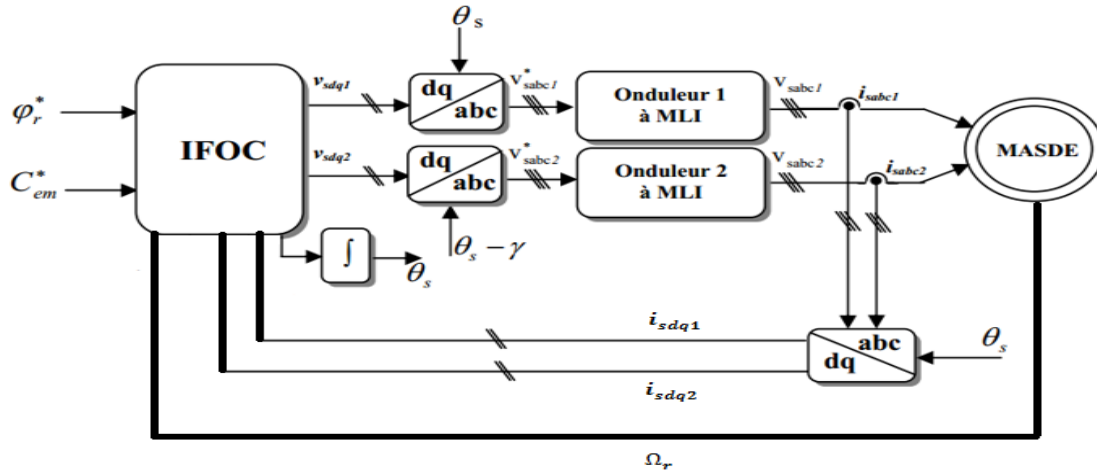 θ s
φ*r
C*em
IFOC
vsdq1
vsdq2
dq
abc
dq
abc
V*sabc1
V*sabc2
Onduleur 1
à MLI
Onduleur 2
à MLI
Vsabc1
Vsabc2
isabc1
isabc2
MASDE
∫
θs
θs − γ
isdq1
isdq2
abc
dq
θs
Ωr